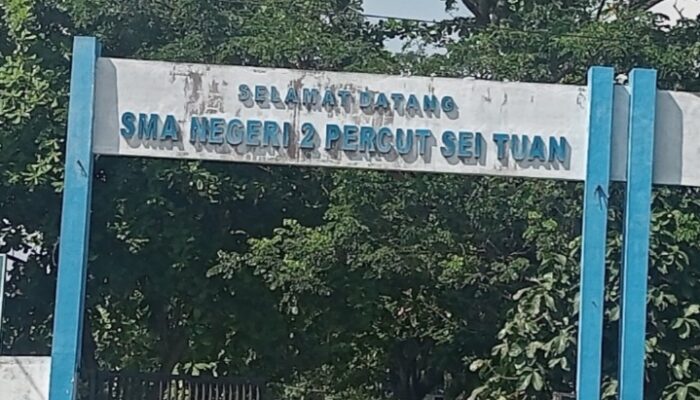 SELAMAT DATANG
SMA NEGERI 2 PERCUT SEI TUAN